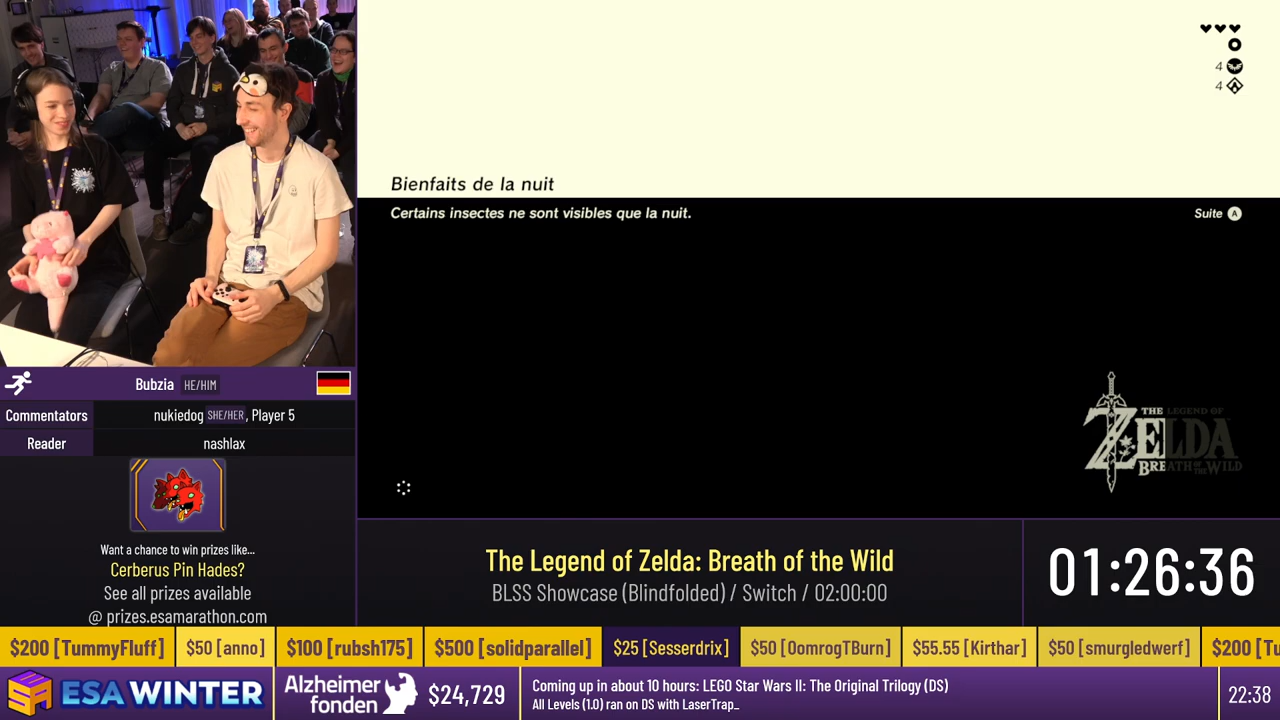 4
4
Bienfaits de la nuit
Certains insectes ne sont visibles que la nuit.
Suite A
THE LEGEND OF
ZELDA
BREATH OF THE WILD
Bubzia HE/HIM
Commentators nukiedog SHE/HER, Player 5
Reader nashlax
Want a chance to win prizes like...
Cerberus Pin Hades?
See all prizes available
@ prizes.esamarathon.com
The Legend of Zelda: Breath of the Wild
BLSS Showcase (Blindfolded) / Switch / 02:00:00
01:26:36
$200 [TummyFluff] $50 [anno] $100 [rubsh175] $500 [solidparallel] $25 [Sesserdrix] $50 [OomrogTBurn] $55.55 [Kirthar] $50 [smurgledwerf] $200 [Tu
ESA WINTER
Alzheimer
fonden
$24,729
Coming up in about 10 hours: LEGO Star Wars II: The Original Trilogy (DS)
All Levels (1.0) ran on DS with LaserTrap_
22:38